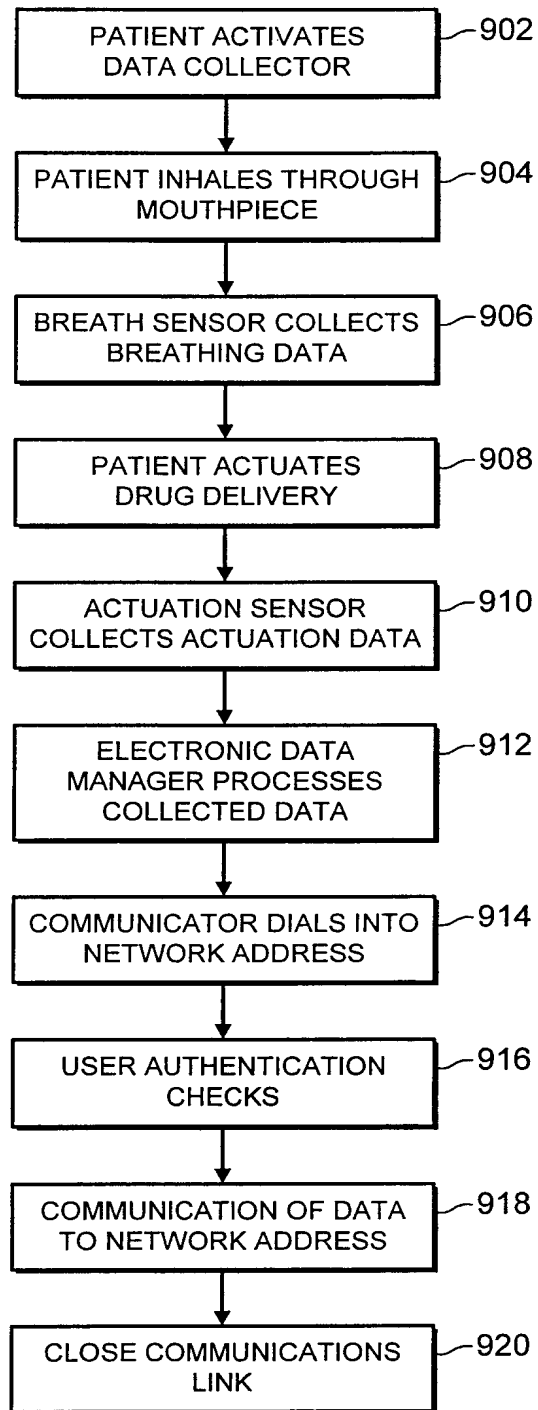 PATIENT ACTIVATES
DATA COLLECTOR
902
PATIENT INHALES THROUGH
MOUTHPIECE
904
BREATH SENSOR COLLECTS
BREATHING DATA
906
PATIENT ACTUATES
DRUG DELIVERY
908
ACTUATION SENSOR
COLLECTS ACTUATION DATA
910
ELECTRONIC DATA
MANAGER PROCESSES
COLLECTED DATA
912
COMMUNICATOR DIALS INTO
NETWORK ADDRESS
914
USER AUTHENTICATION
CHECKS
916
COMMUNICATION OF DATA
TO NETWORK ADDRESS
918
CLOSE COMMUNICATIONS
LINK
920